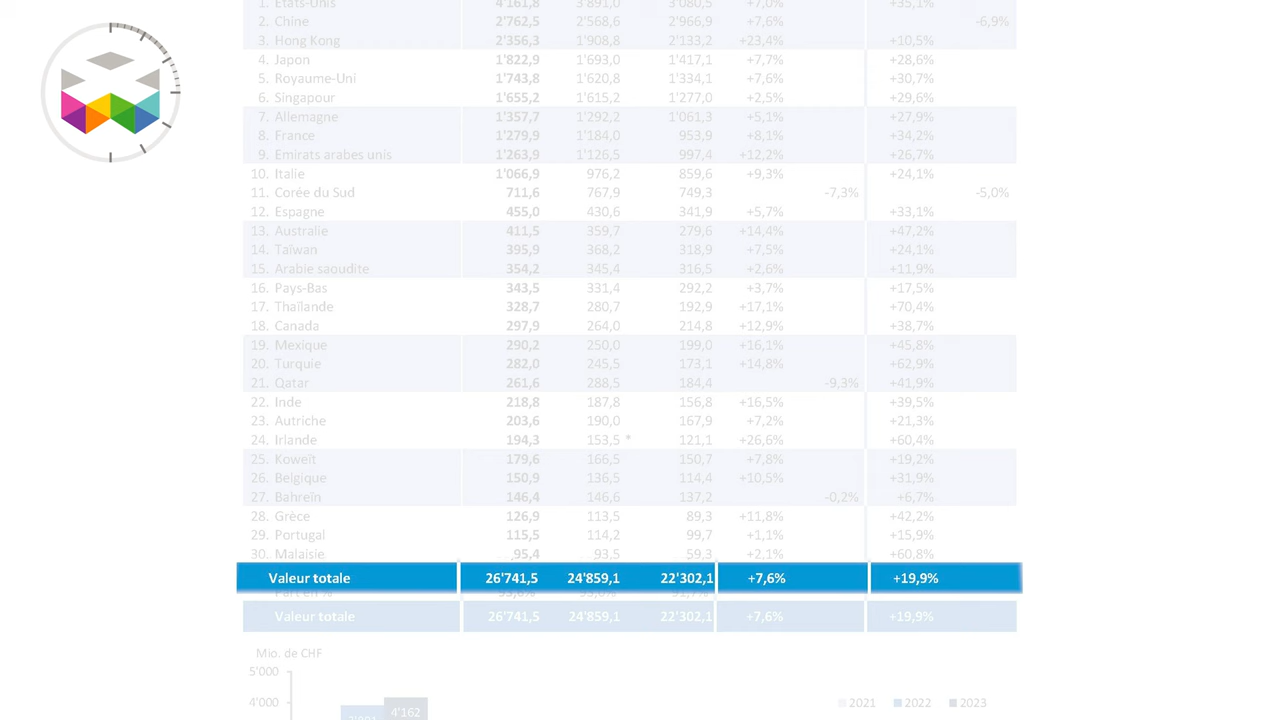 1. États-Unis 4'161,8 3'891,0 3'080,5 +7,0% +35,1%
2. Chine 2'762,5 2'568,6 2'966,9 +7,6% -6,9%
3. Hong Kong 2'356,3 1'908,8 2'133,2 +23,4% +10,5%
4. Japon 1'822,9 1'693,0 1'417,1 +7,7% +28,6%
5. Royaume-Uni 1'743,8 1'620,8 1'334,1 +7,6% +30,7%
6. Singapour 1'655,2 1'615,2 1'277,0 +2,5% +29,6%
7. Allemagne 1'357,7 1'292,2 1'061,3 +5,1% +27,9%
8. France 1'279,9 1'184,0 953,9 +8,1% +34,2%
9. Emirats arabes unis 1'263,9 1'126,5 997,4 +12,2% +26,7%
10. Italie 1'066,9 976,2 859,6 +9,3% +24,1%
11. Corée du Sud 711,6 767,9 749,3 -7,3% -5,0%
12. Espagne 455,0 430,6 341,9 +5,7% +33,1%
13. Australie 411,5 359,7 279,6 +14,4% +47,2%
14. Taïwan 395,9 368,2 318,9 +7,5% +24,1%
15. Arabie saoudite 354,2 345,4 316,5 +2,6% +11,9%
16. Pays-Bas 343,5 331,4 292,2 +3,7% +17,5%
17. Thaïlande 328,7 280,7 192,9 +17,1% +70,4%
18. Canada 297,9 264,0 214,8 +12,9% +38,7%
19. Mexique 290,2 250,0 199,0 +16,1% +45,8%
20. Turquie 282,0 245,5 173,1 +14,8% +62,9%
21. Qatar 261,6 288,5 184,4 -9,3% +41,9%
22. Inde 218,8 187,8 156,8 +16,5% +39,5%
23. Autriche 203,6 190,0 167,9 +7,2% +21,3%
24. Irlande 194,3 153,5 * 121,1 +26,6% +60,4%
25. Koweït 179,6 166,5 150,7 +7,8% +19,2%
26. Belgique 150,9 136,5 114,4 +10,5% +31,9%
27. Bahreïn 146,4 146,6 137,2 -0,2% +6,7%
28. Grèce 126,9 113,5 89,3 +11,8% +42,2%
29. Portugal 115,5 114,2 99,7 +1,1% +15,9%
30. Malaisie 95,4 93,5 59,3 +2.1% +60,8%
Valeur totale 26'741,5 24'859,1 22'302,1 +7,6% +19,9%
Part en %
Valeur totale 26'741,5 24'859,1 22'302,1 +7,6% +19,9%
Mio. de CHF
5'000
4'000
4'162
2021 2022 2023